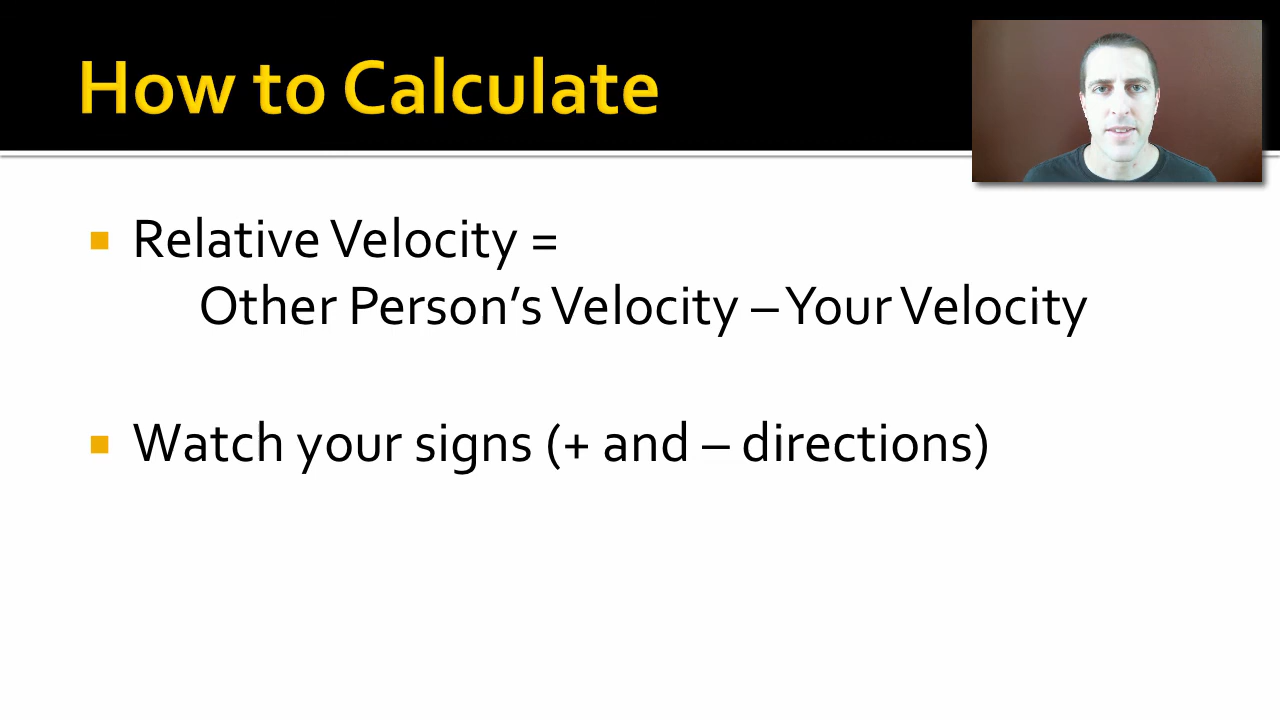 How to Calculate
Relative Velocity =
Other Person’s Velocity – Your Velocity
Watch your signs (+ and – directions)